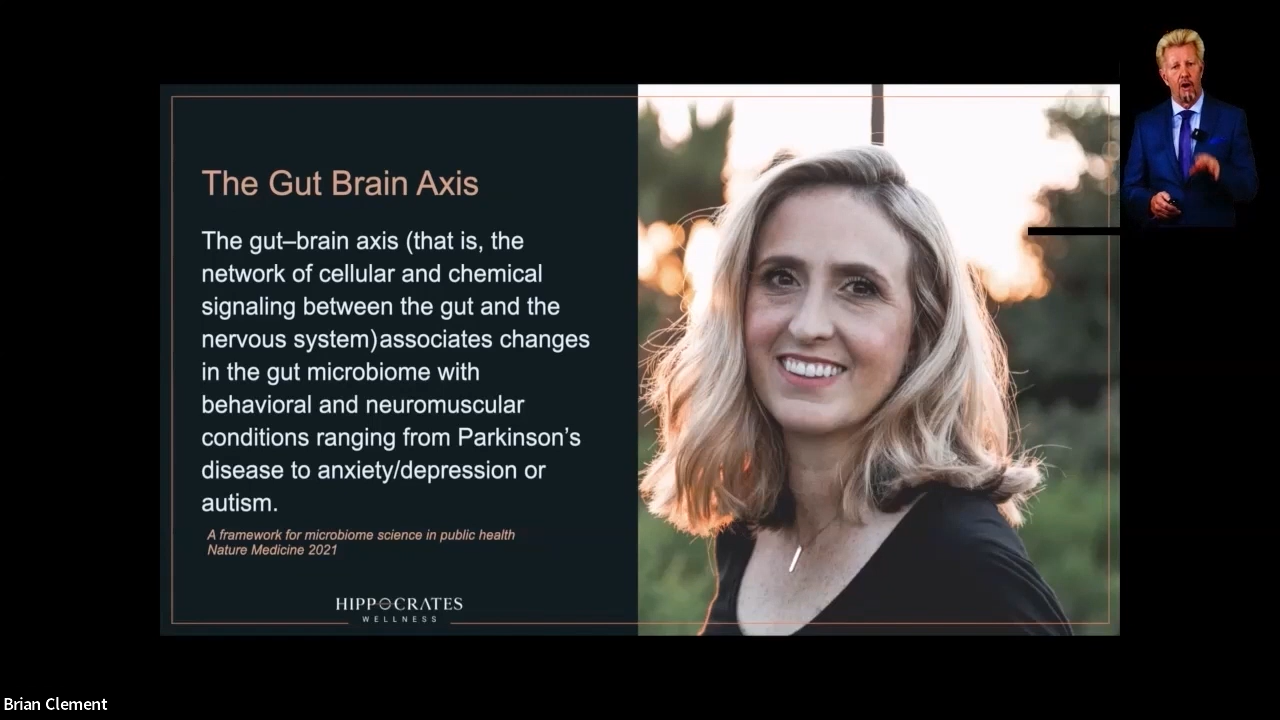 The Gut Brain Axis
The gut–brain axis (that is, the
network of cellular and chemical
signaling between the gut and the
nervous system)associates changes
in the gut microbiome with
behavioral and neuromuscular
conditions ranging from Parkinson’s
disease to anxiety/depression or
autism.
A framework for microbiome science in public health
Nature Medicine 2021
HIPPOCRATES
WELLNESS
Brian Clement